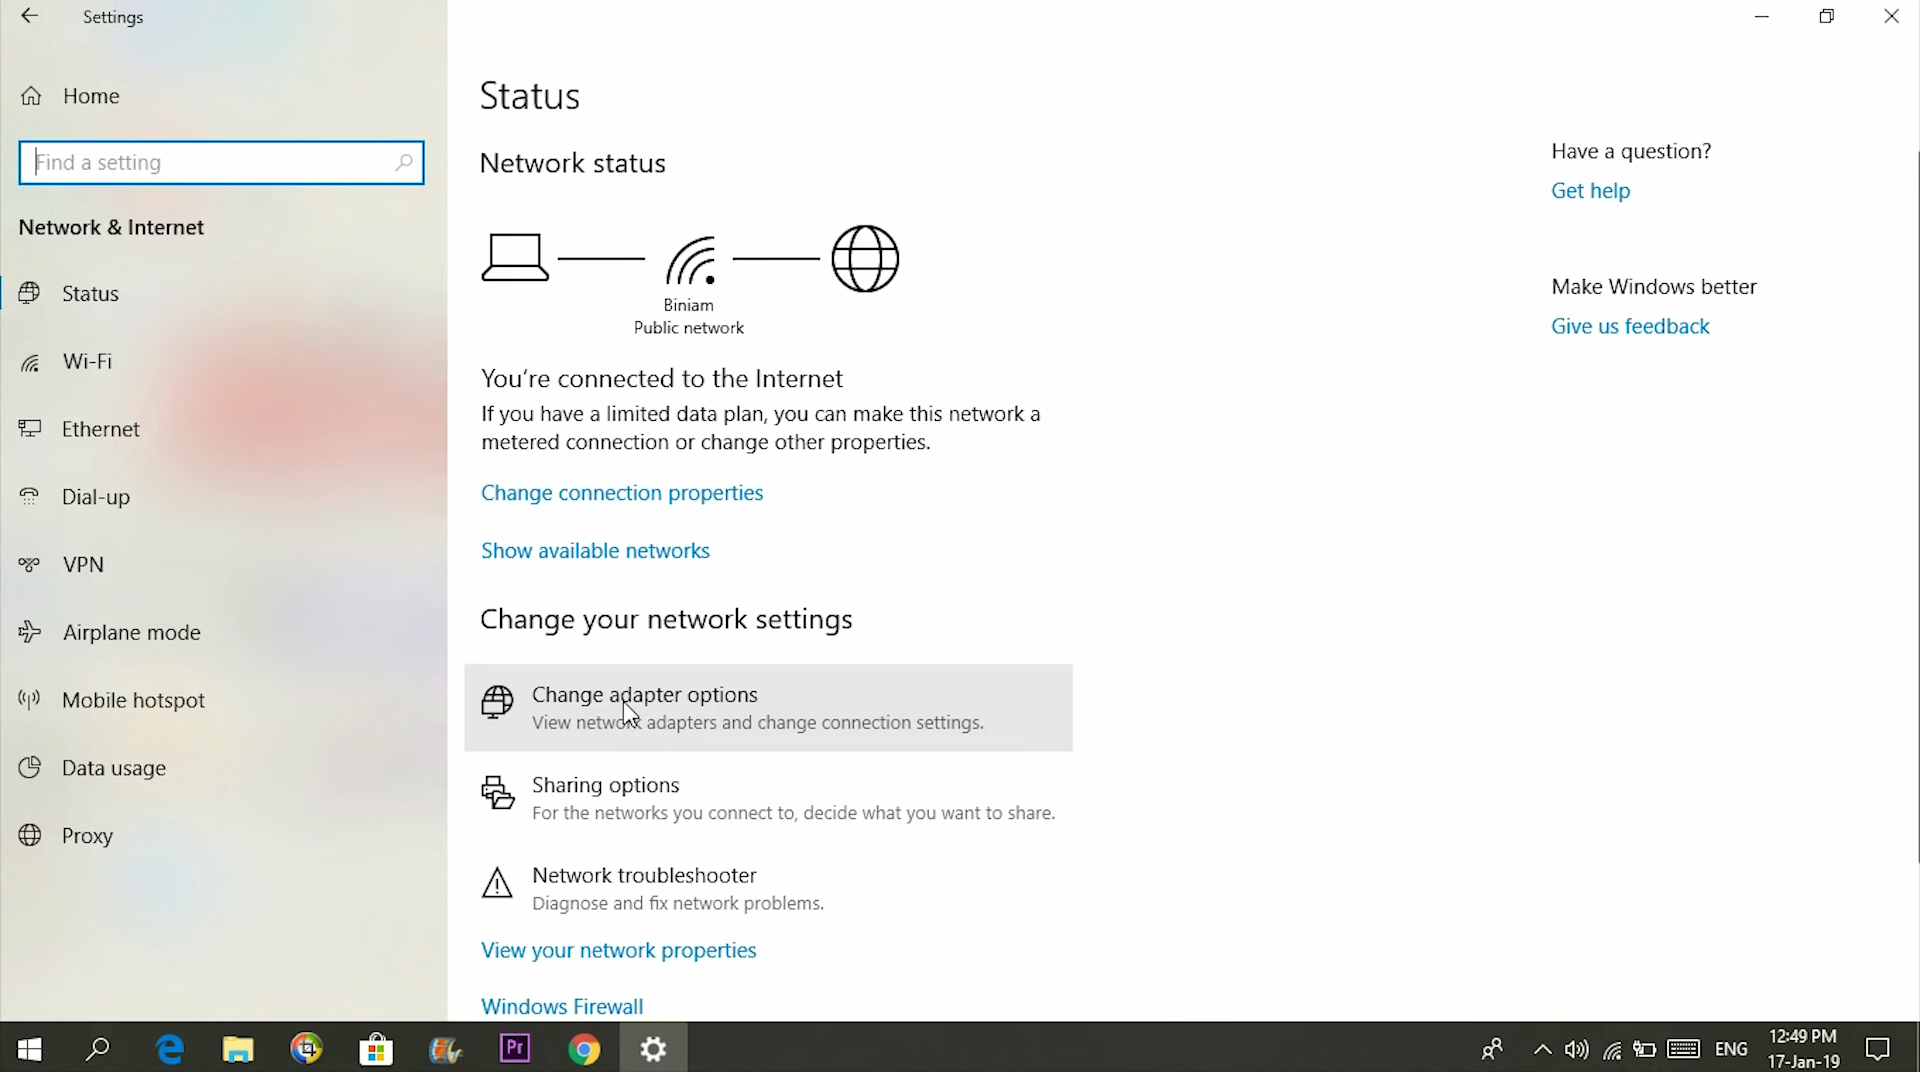 Settings
Home
Find a setting
Network & Internet
Status
Wi-Fi
Ethernet
Dial-up
VPN
Airplane mode
Mobile hotspot
Data usage
Proxy
Status
Network status
Biniam
Public network
You're connected to the Internet
If you have a limited data plan, you can make this network a
metered connection or change other properties.
Change connection properties
Show available networks
Change your network settings
Change adapter options
View network adapters and change connection settings.
Sharing options
For the networks you connect to, decide what you want to share.
Network troubleshooter
Diagnose and fix network problems.
View your network properties
Windows Firewall
Have a question?
Get help
Make Windows better
Give us feedback
Pr
ENG
12:49 PM
17-Jan-19